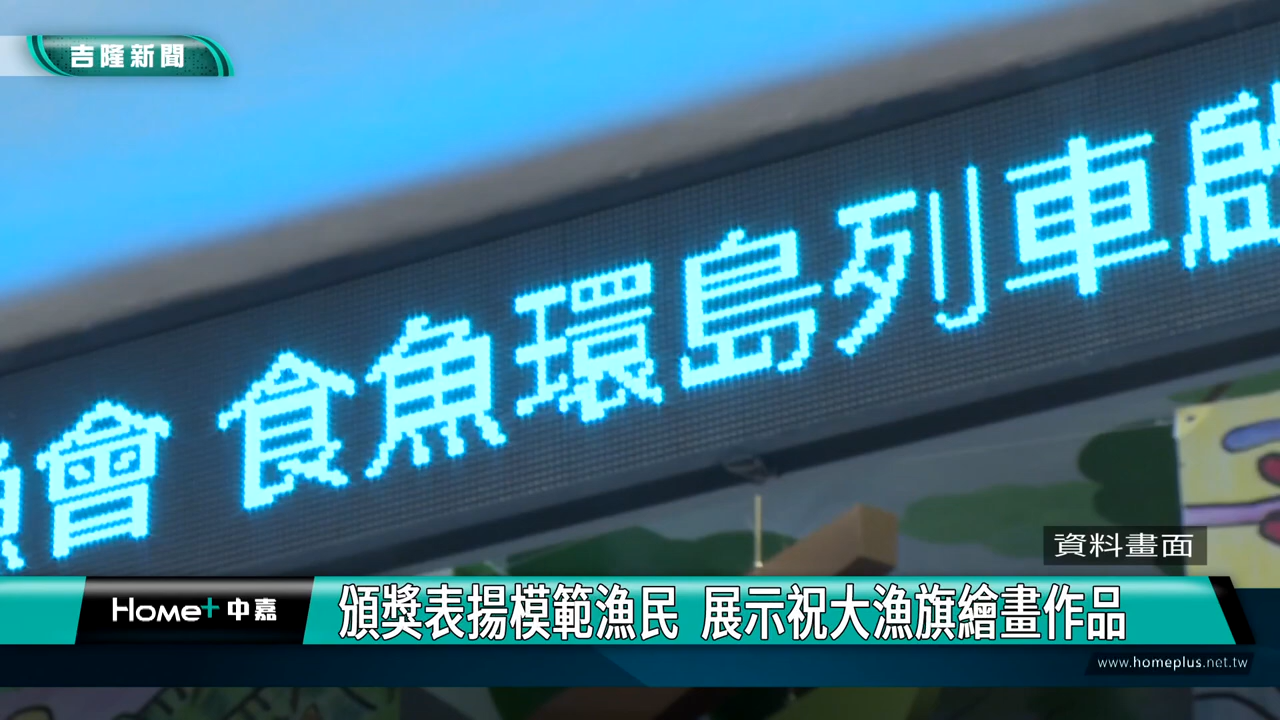 吉隆新聞
會 食魚環島列車啟
資料畫面
Home+中嘉
頒獎表揚模範漁民 展示祝大漁旗繪畫作品
www.homeplus.net.tw